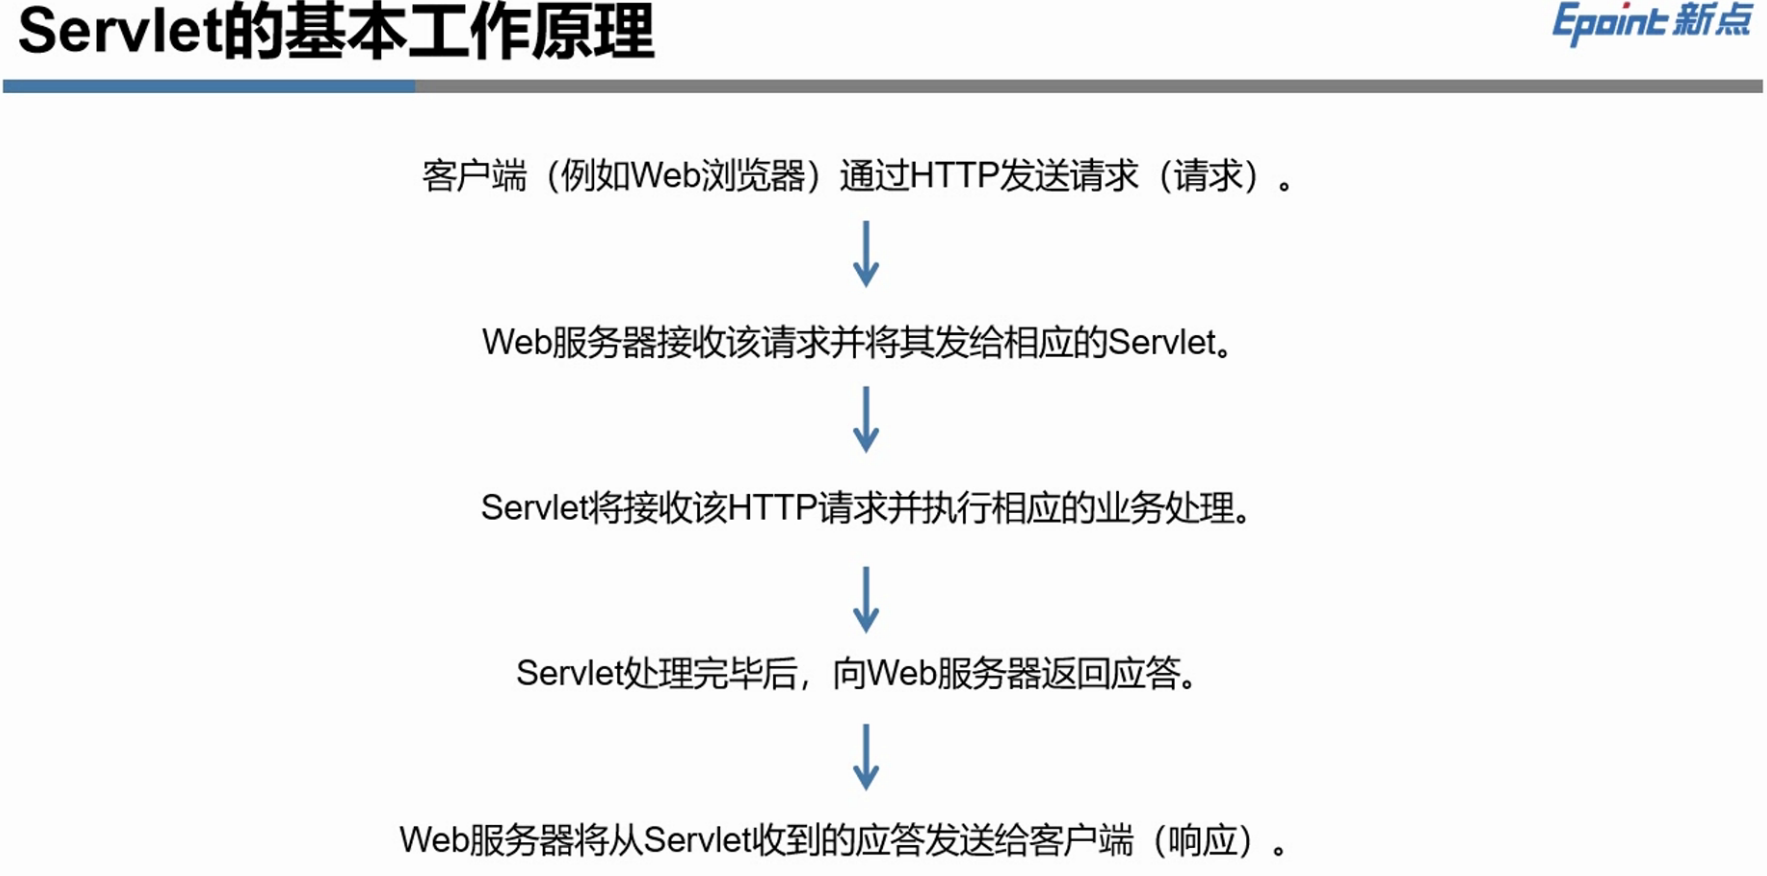 Servlet的基本工作原理
Epoint 新点
客户端（例如Web浏览器）通过HTTP发送请求（请求）。
Web服务器接收该请求并将其发给相应的Servlet。
Servlet将接收该HTTP请求并执行相应的业务处理。
Servlet处理完毕后，向Web服务器返回应答。
Web服务器将从Servlet收到的应答发送给客户端（响应）。